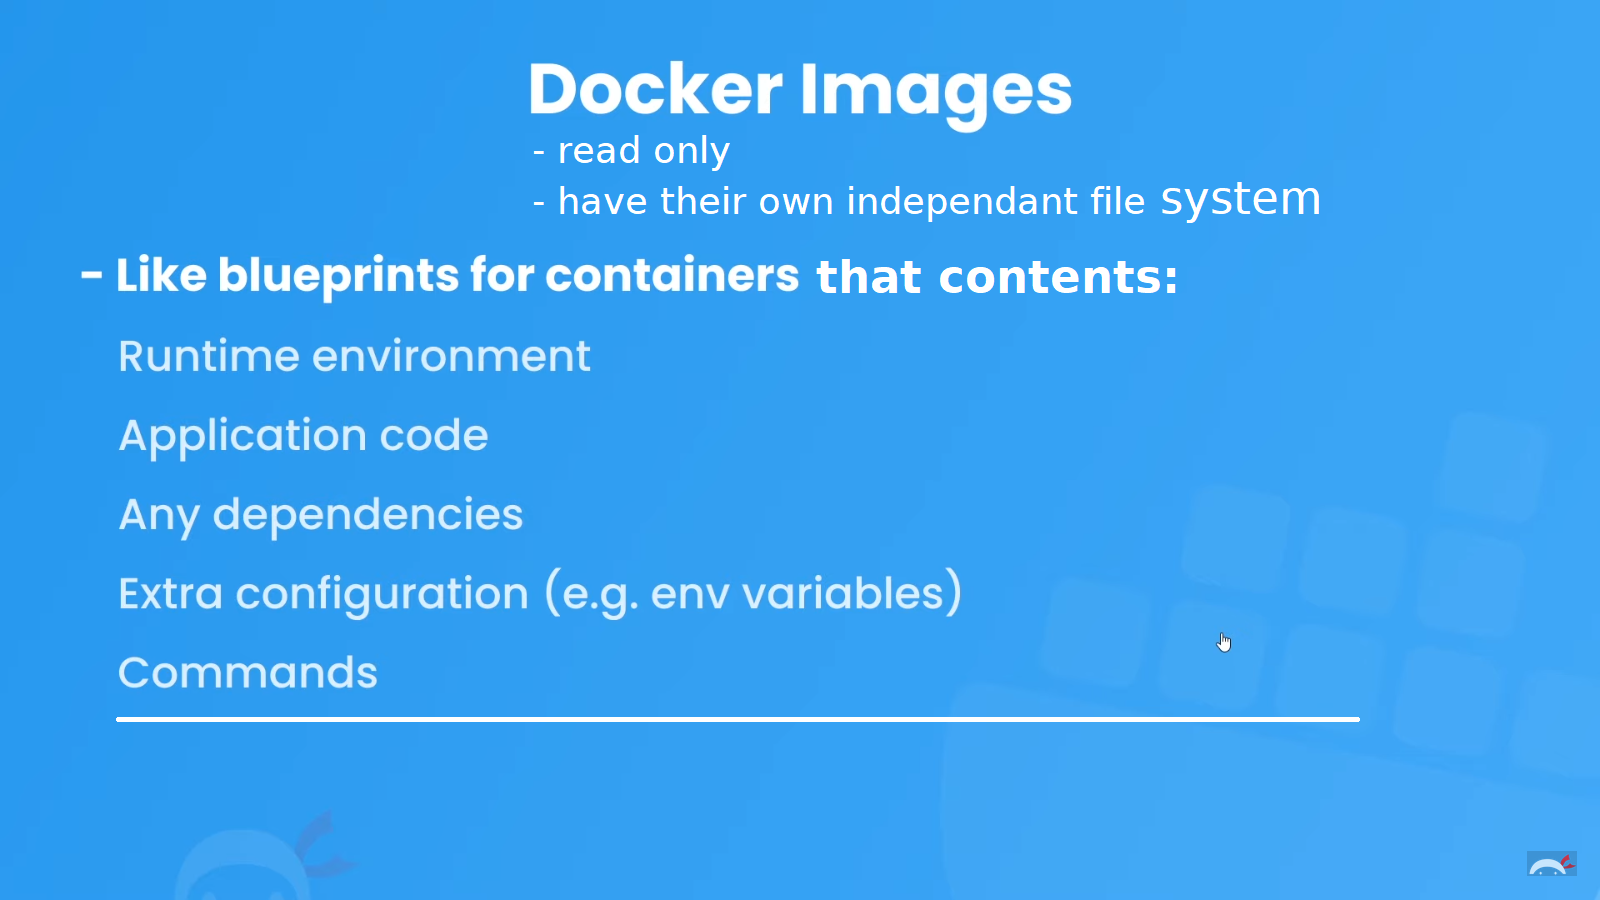 Docker Images
- read only
- have their own independant file system
- Like blueprints for containers that contents:
Runtime environment
Application code
Any dependencies
Extra configuration (e.g. env variables)
Commands